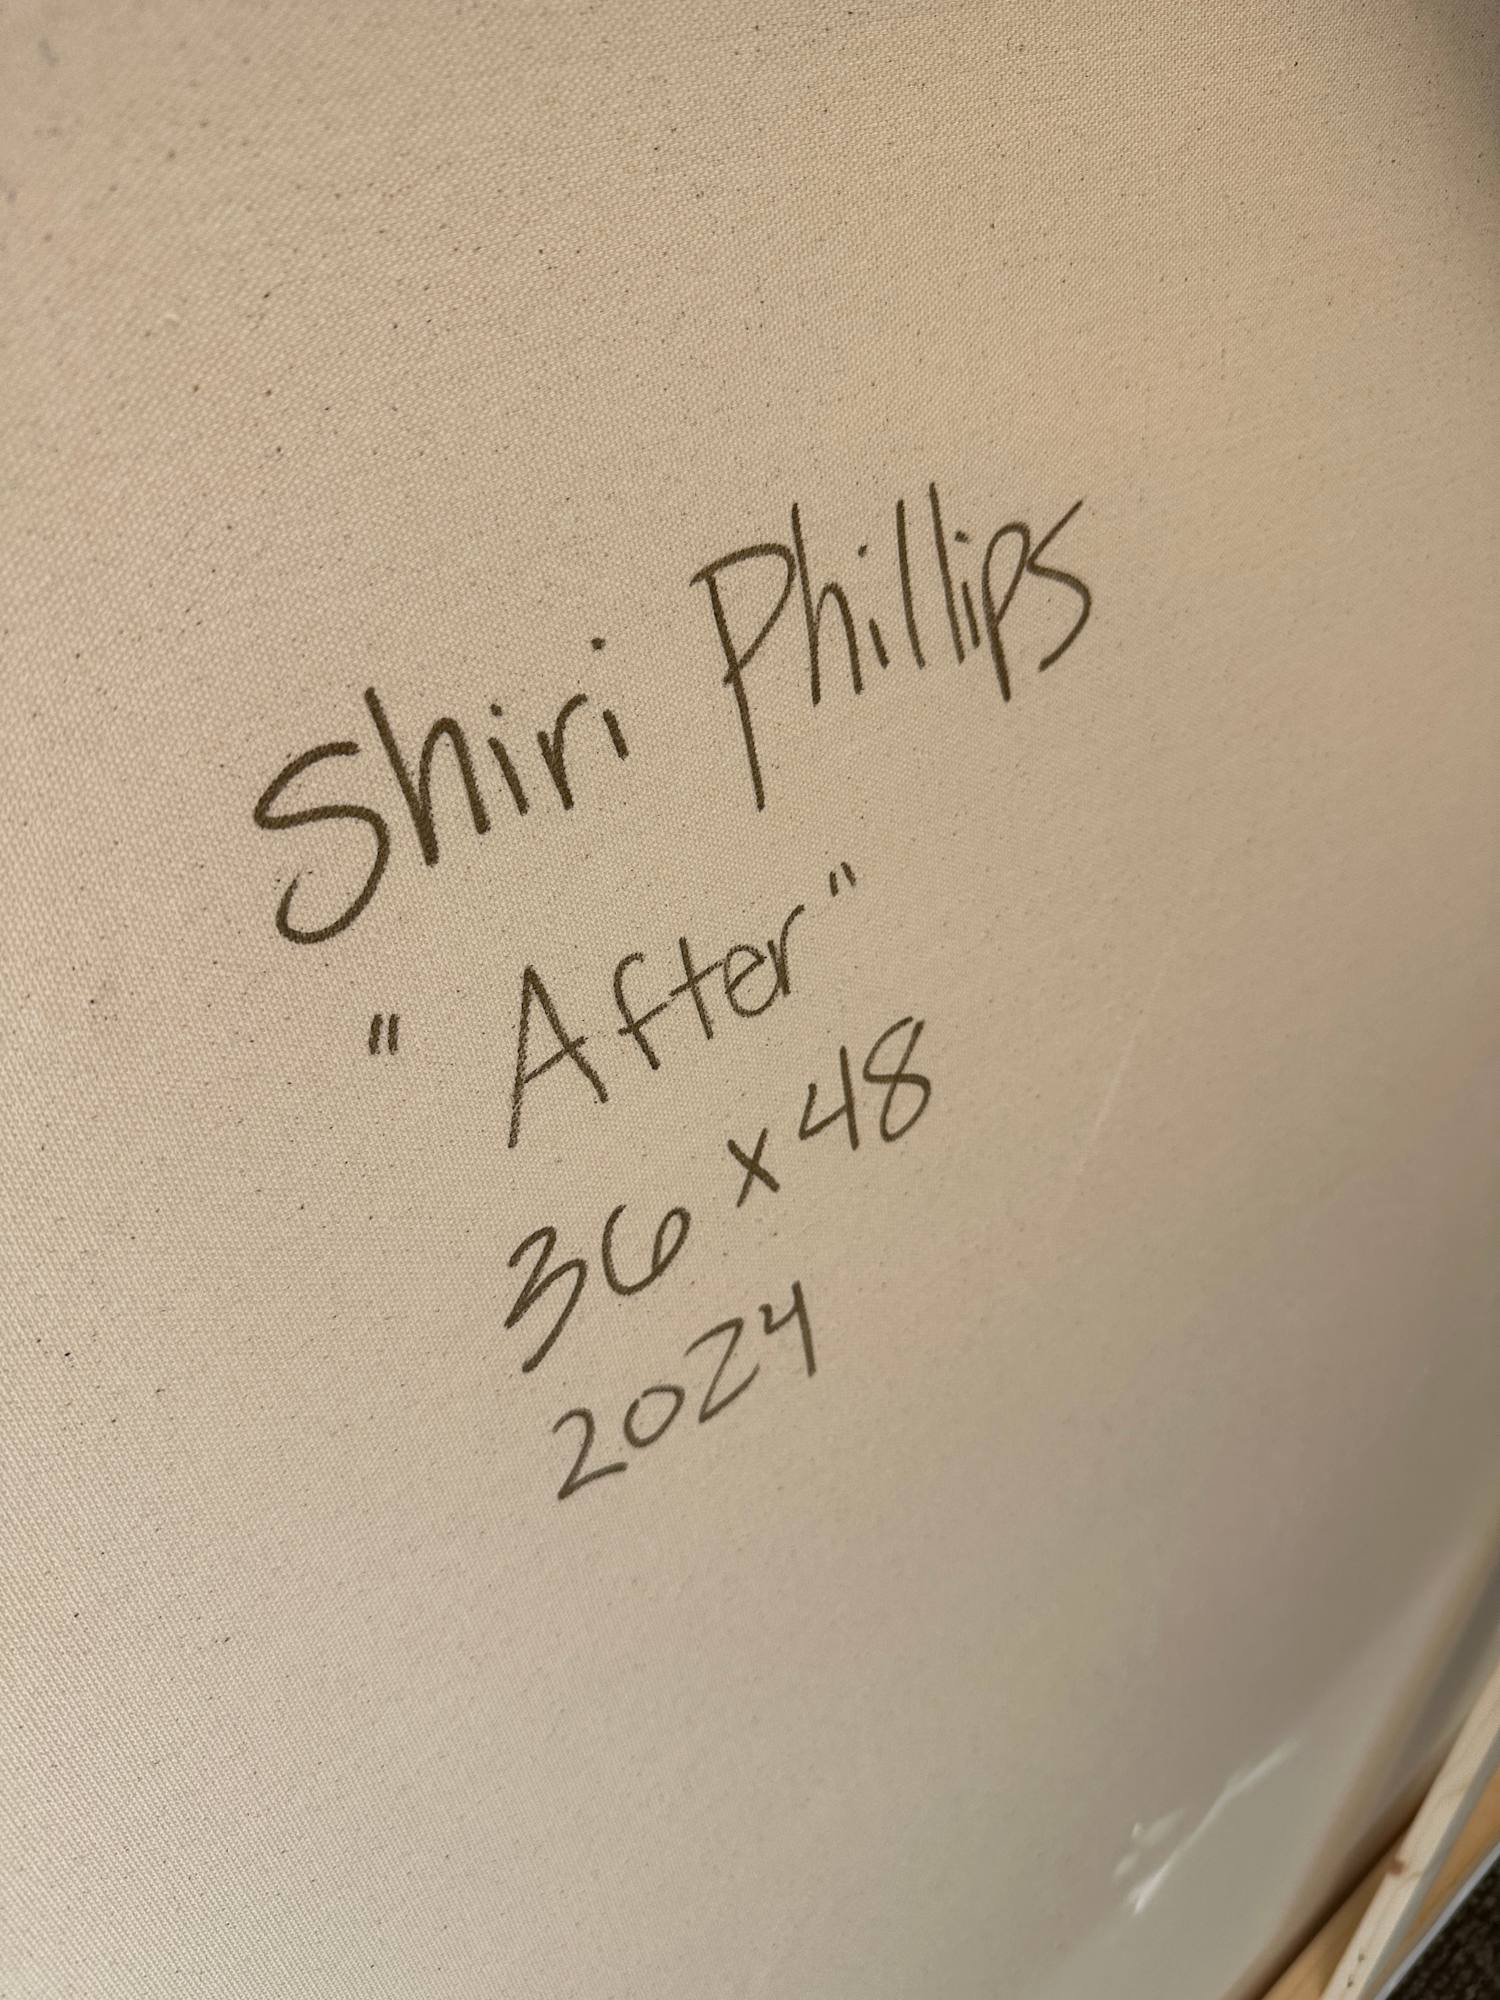 Shiri Phillips
"After"
36 x 48
2024